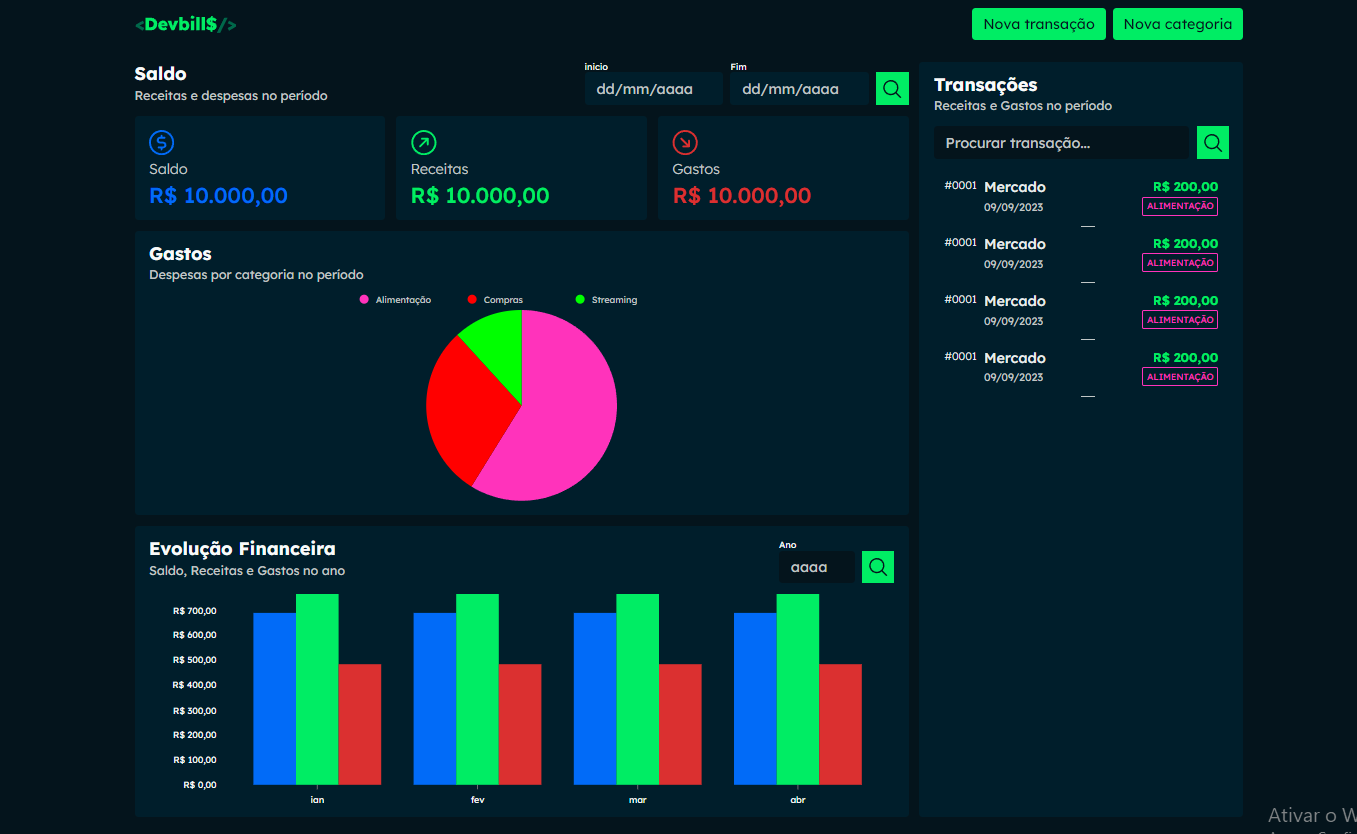 <Devbill$/>
Nova transação
Nova categoria
Saldo
Receitas e despesas no período
início
dd/mm/aaaa
Fim
dd/mm/aaaa
Saldo
R$ 10.000,00
Receitas
R$ 10.000,00
Gastos
R$ 10.000,00
Gastos
Despesas por categoria no período
Alimentação
Compras
Streaming
Evolução Financeira
Saldo, Receitas e Gastos no ano
Ano
aaaa
R$ 700,00
R$ 600,00
R$ 500,00
R$ 400,00
R$ 300,00
R$ 200,00
R$ 100,00
R$ 0,00
jan
fev
mar
abr
Transações
Receitas e Gastos no período
Procurar transação...
#0001 Mercado R$ 200,00
09/09/2023 ALIMENTAÇÃO
#0001 Mercado R$ 200,00
09/09/2023 ALIMENTAÇÃO
#0001 Mercado R$ 200,00
09/09/2023 ALIMENTAÇÃO
#0001 Mercado R$ 200,00
09/09/2023 ALIMENTAÇÃO
Ativar o W